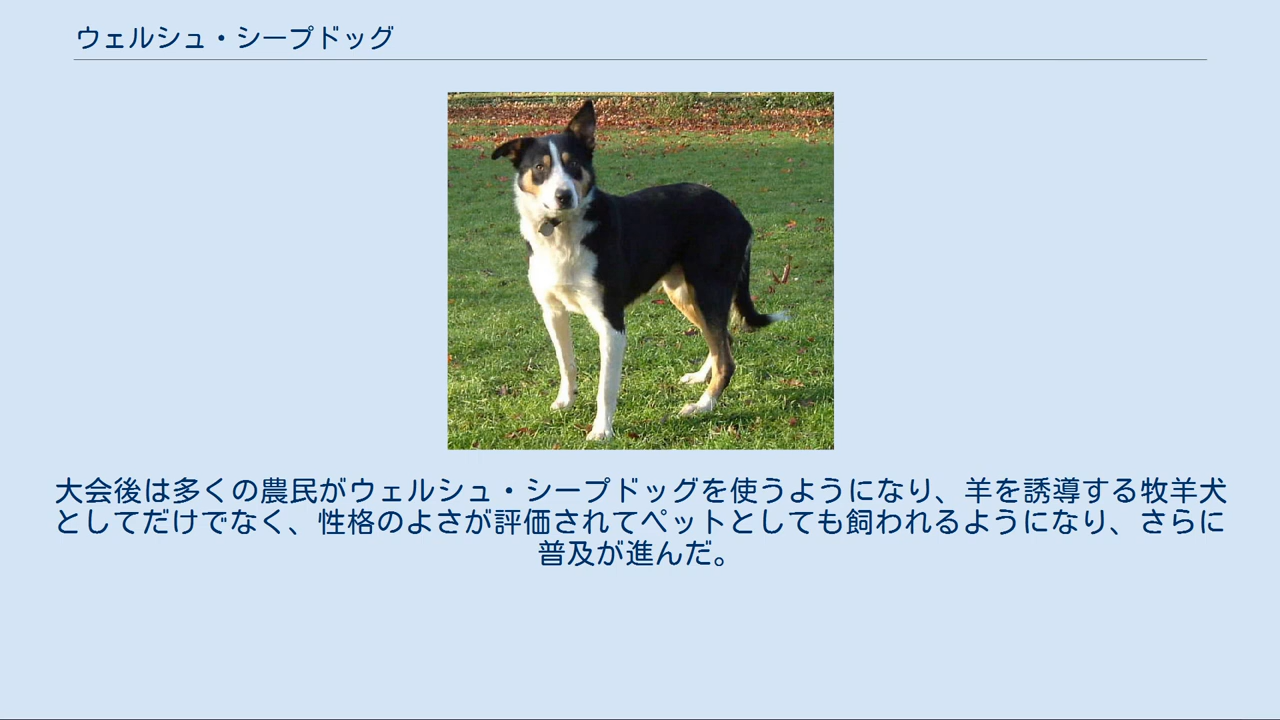 ウェルシュ・シープドッグ
大会後は多くの農民がウェルシュ・シープドッグを使うようになり、羊を誘導する牧羊犬
としてだけでなく、性格のよさが評価されてペットとしても飼われるようになり、さらに
普及が進んだ。